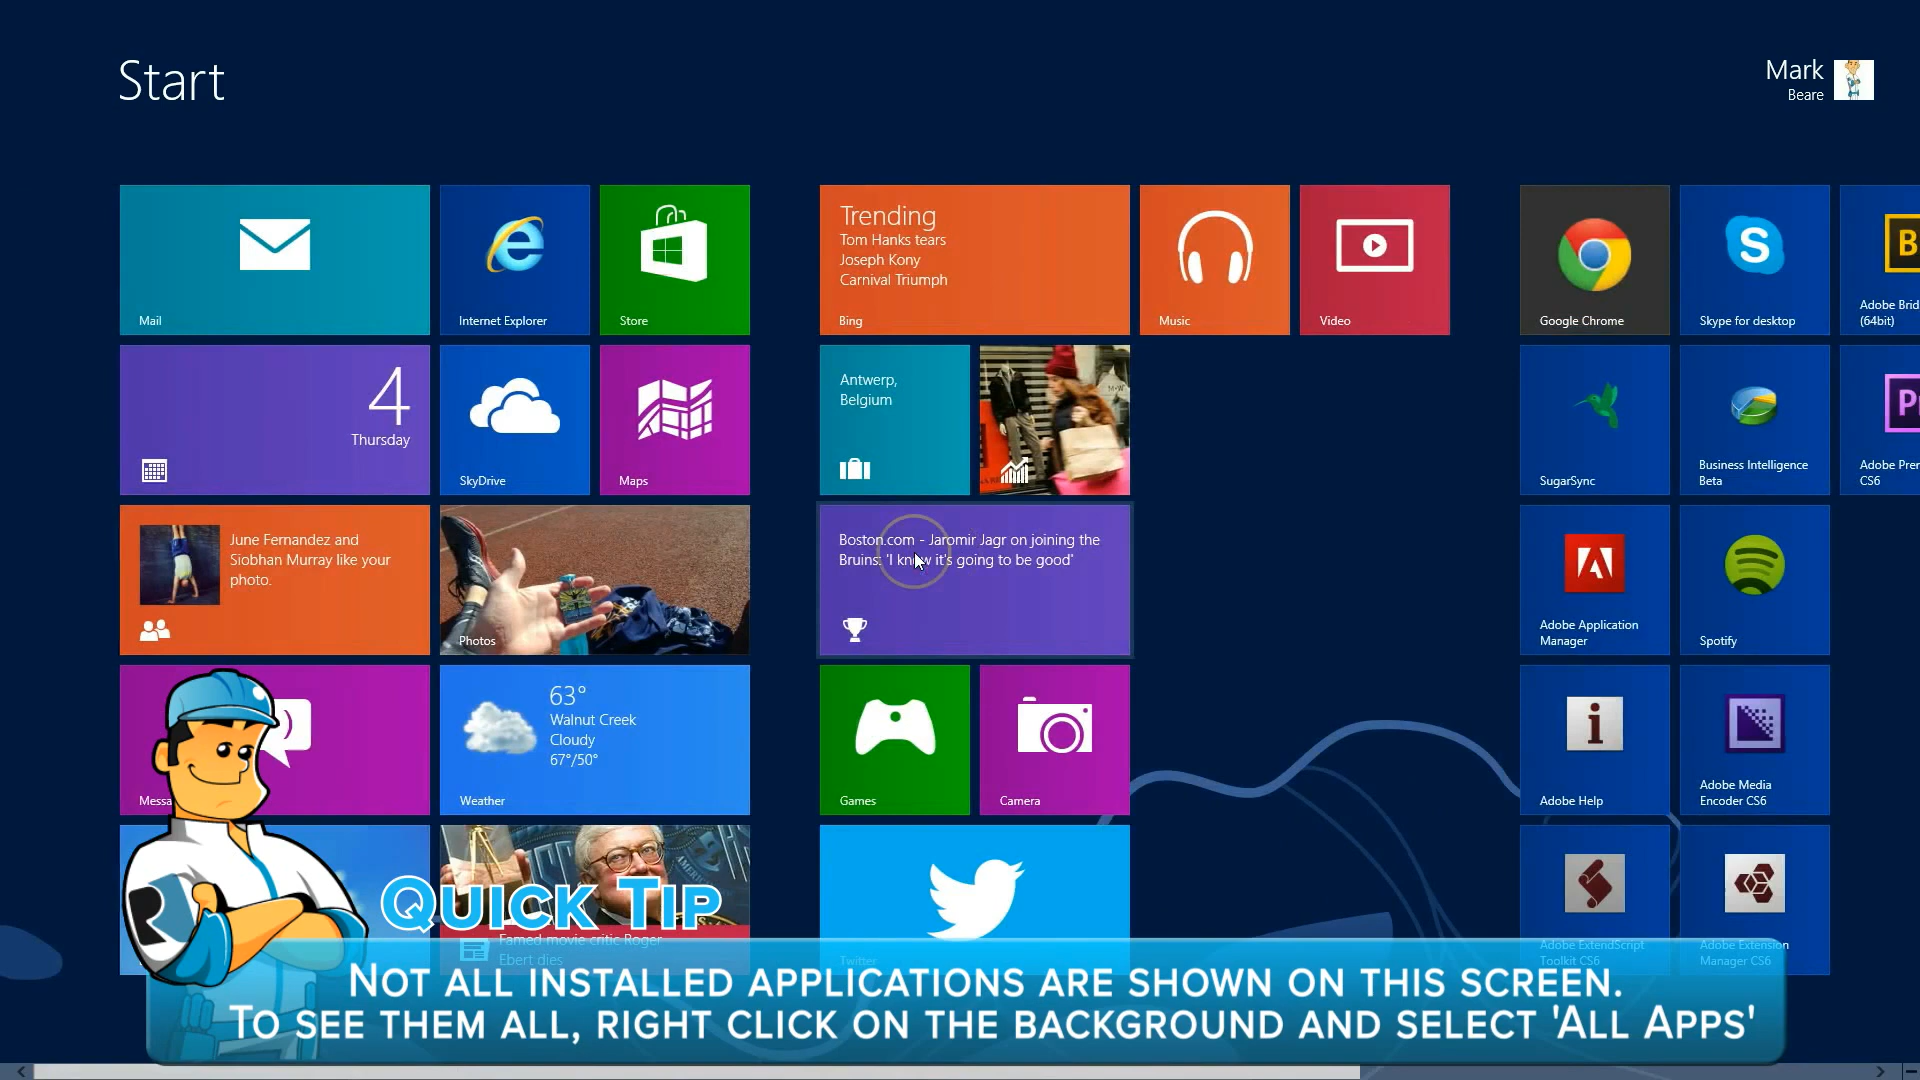 Start
Mark
Beare
Mail
Internet Explorer
Store
4
Thursday
SkyDrive
Maps
June Fernandez and
Siobhan Murray like your
photo.
Photos
Messa
63°
Walnut Creek
Cloudy
67°/50°
Weather
Famed movie critic Roger
Ebert dies
Trending
Tom Hanks tears
Joseph Kony
Carnival Triumph
Bing
Music
Video
Antwerp,
Belgium
Boston.com - Jaromir Jagr on joining the
Bruins: 'I know it's going to be good'
Games
Camera
Twitter
Google Chrome
Skype for desktop
Adobe Brid
(64bit)
SugarSync
Business Intelligence
Beta
Adobe Prer
CS6
Adobe Application
Manager
Spotify
Adobe Help
Adobe Media
Encoder CS6
Adobe ExtendScript
Toolkit CS6
Adobe Extension
Manager CS6
Quick Tip
Not all installed applications are shown on this screen.
To see them all, right click on the background and select 'All Apps'